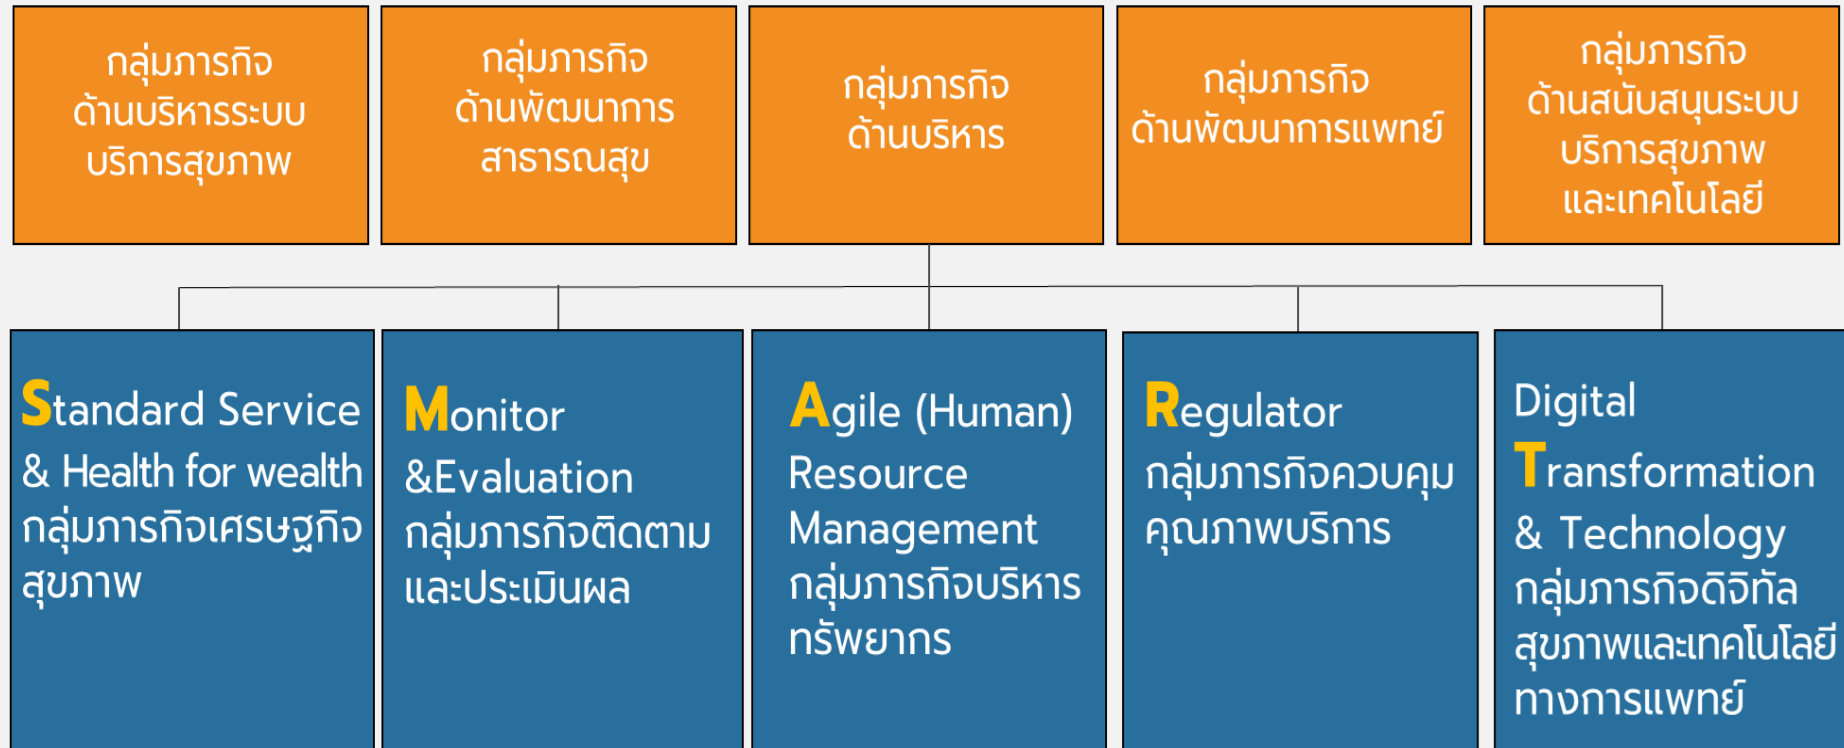 กลุ่มภารกิจ
ด้านบริหารระบบ
บริการสุขภาพ
กลุ่มภารกิจ
ด้านพัฒนาการ
สาธารณสุข
กลุ่มภารกิจ
ด้านบริหาร
กลุ่มภารกิจ
ด้านพัฒนาการแพทย์
กลุ่มภารกิจ
ด้านสนับสนุนระบบ
บริการสุขภาพ
และเทคโนโลยี
Standard Service
& Health for wealth
กลุ่มภารกิจเศรษฐกิจ
สุขภาพ
Monitor
&Evaluation
กลุ่มภารกิจติดตาม
และประเมินผล
Agile (Human)
Resource
Management
กลุ่มภารกิจบริหาร
ทรัพยากร
Regulator
กลุ่มภารกิจควบคุม
คุณภาพบริการ
Digital
Transformation
& Technology
กลุ่มภารกิจดิจิทัล
สุขภาพและเทคโนโลยี
ทางการแพทย์